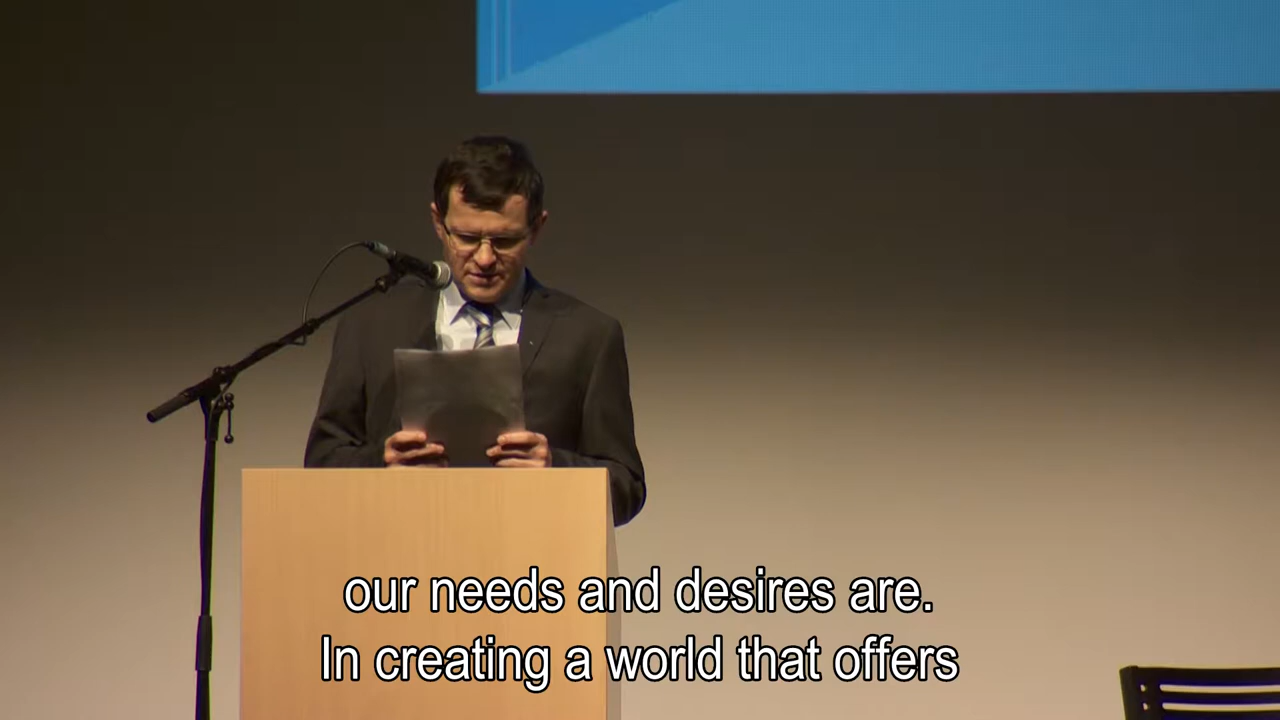 our needs and desires are.
In creating a world that offers